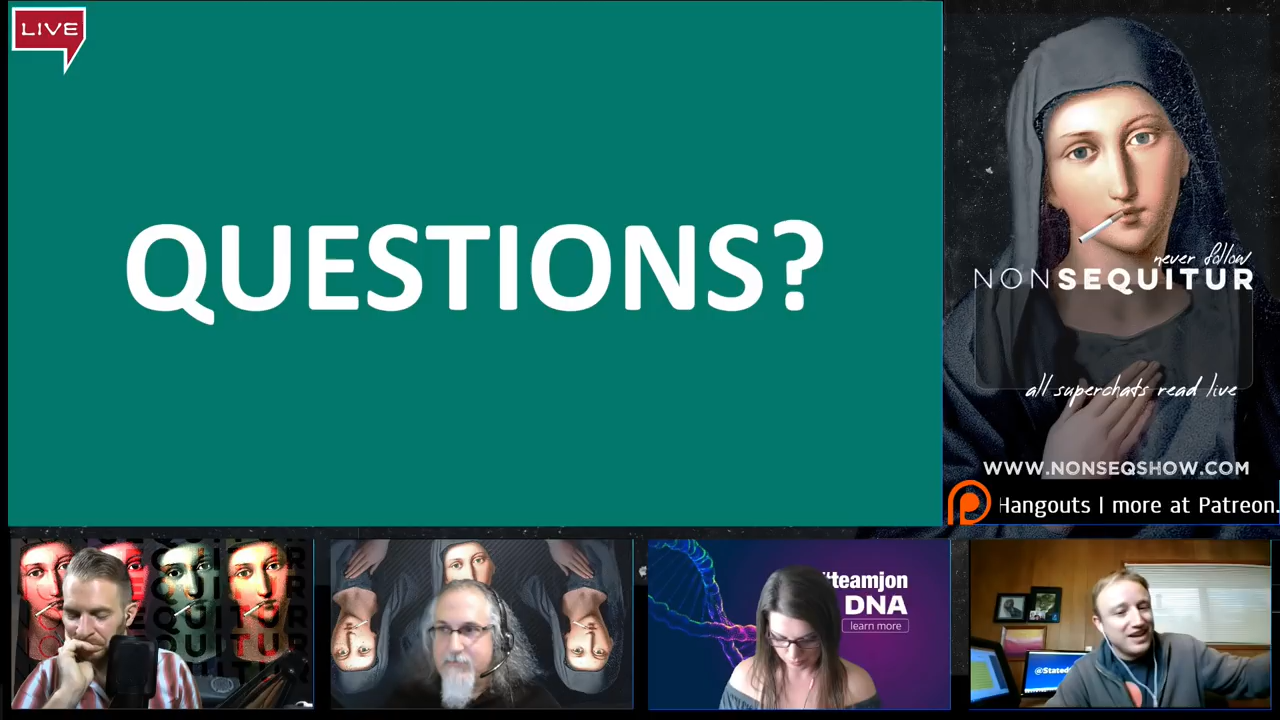 LIVE
QUESTIONS?
never follow
NONSEQUITUR
all superchats read live
WWW.NONSEQSHOW.COM
Hangouts | more at Patreon.
#teamjon
DNA
learn more